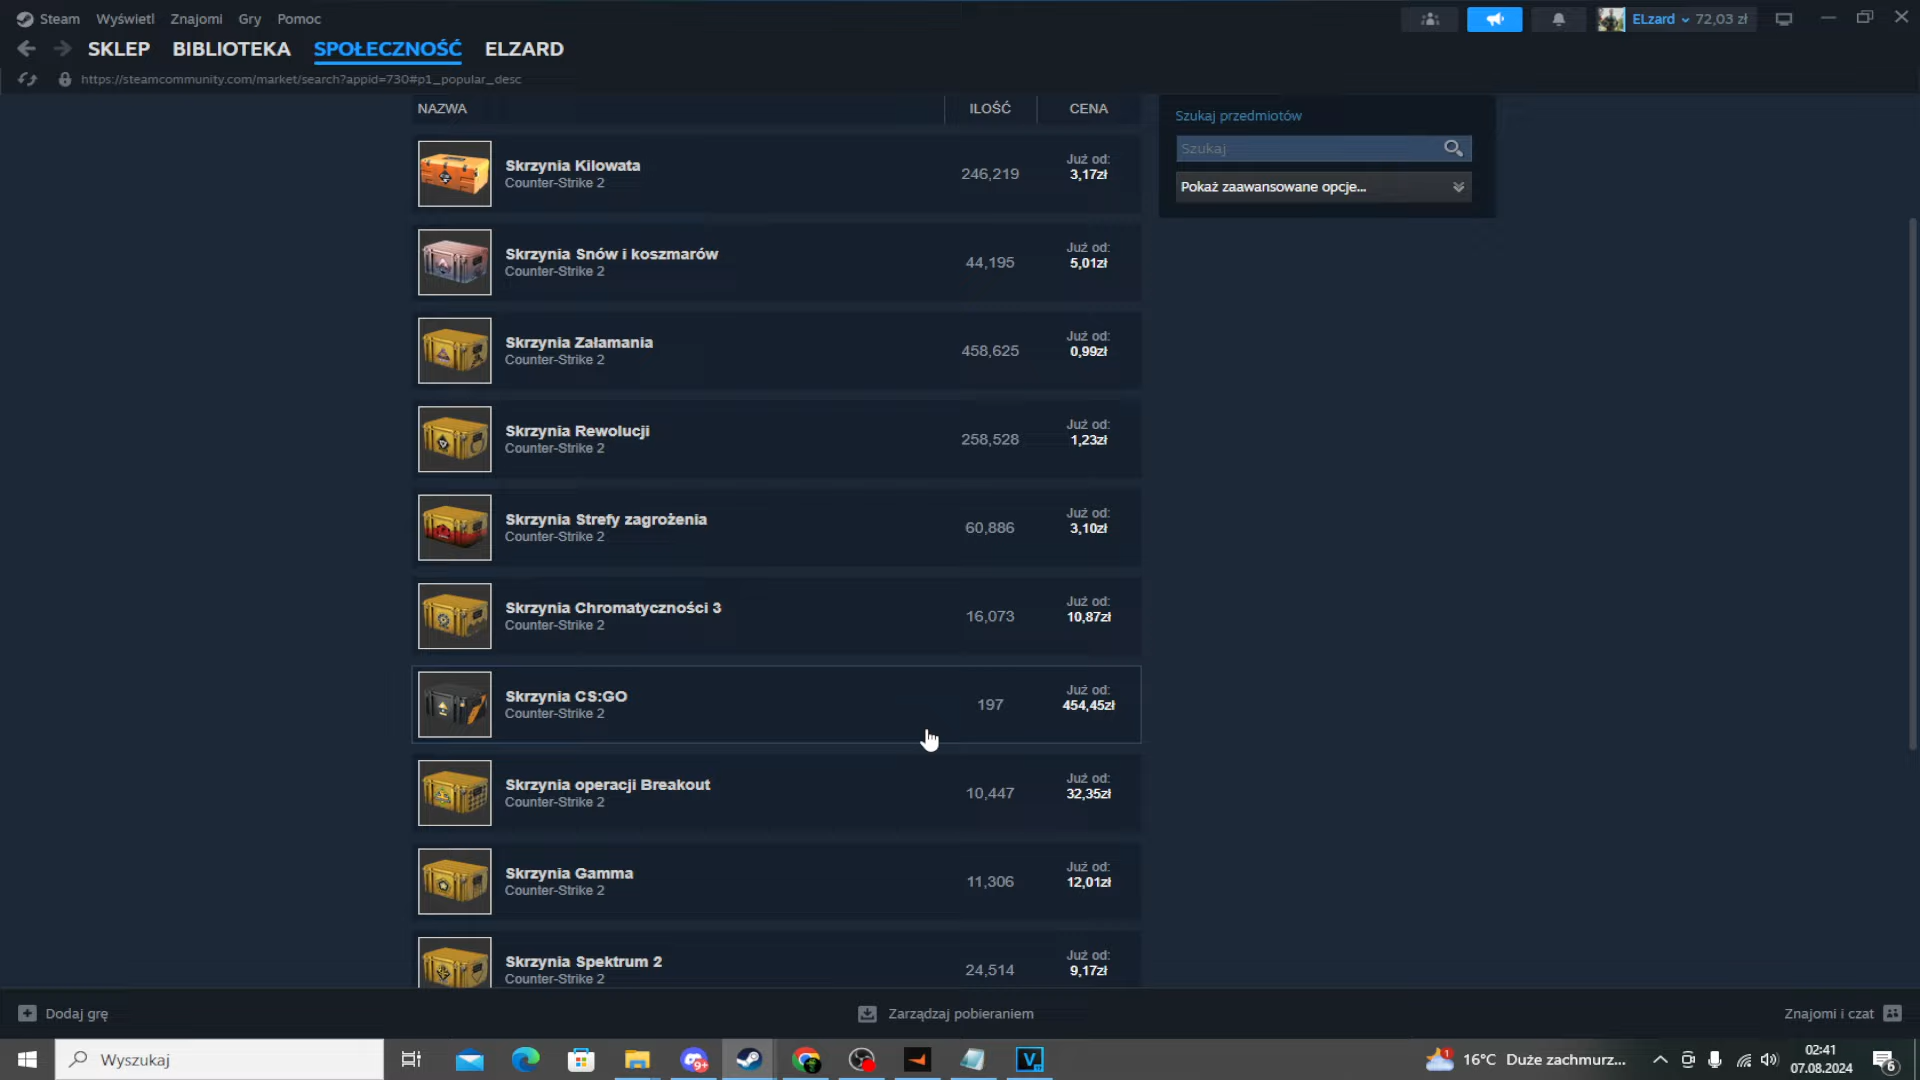 Steam Wyświetl Znajomi Gry Pomoc
ELzard 72,03 zł
SKLEP BIBLIOTEKA SPOŁECZNOŚĆ ELZARD
https://steamcommunity.com/market/search?appid=730#p1_popular_desc
NAZWA ILOŚĆ CENA
Szukaj przedmiotów
Szukaj
Pokaż zaawansowane opcje...
Skrzynia Kilowata
Counter-Strike 2
246,219
Już od:
3,17zł
Skrzynia Snów i koszmarów
Counter-Strike 2
44,195
Już od:
5,01zł
Skrzynia Załamania
Counter-Strike 2
458,625
Już od:
0,99zł
Skrzynia Rewolucji
Counter-Strike 2
258,528
Już od:
1,23zł
Skrzynia Strefy zagrożenia
Counter-Strike 2
60,886
Już od:
3,10zł
Skrzynia Chromatyczności 3
Counter-Strike 2
16,073
Już od:
10,87zł
Skrzynia CS:GO
Counter-Strike 2
197
Już od:
454,45zł
Skrzynia operacji Breakout
Counter-Strike 2
10,447
Już od:
32,35zł
Skrzynia Gamma
Counter-Strike 2
11,306
Już od:
12,01zł
Skrzynia Spektrum 2
Counter-Strike 2
24,514
Już od:
9,17zł
Dodaj grę
Zarządzaj pobieraniem
Znajomi i czat
Wyszukaj
9+
V
1
16°C Duże zachmurz...
02:41
07.08.2024
6